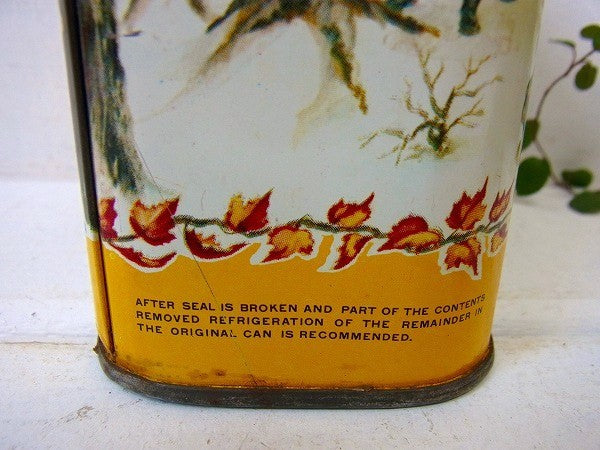 AFTER SEAL IS BROKEN AND PART OF THE CONTENTS
REMOVED REFRIGERATION OF THE REMAINDER IN
THE ORIGINAL CAN IS RECOMMENDED.